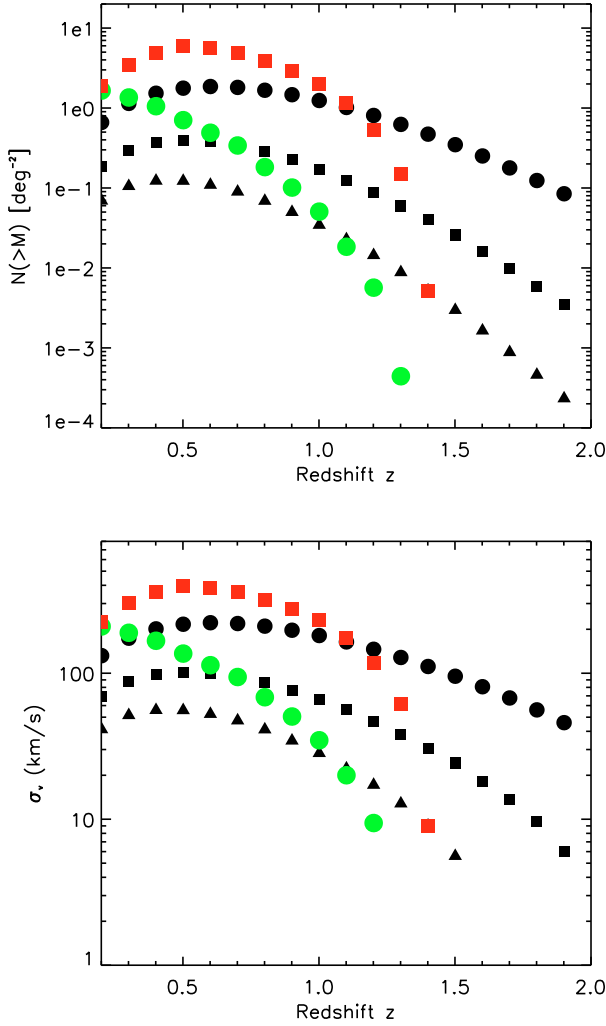 1e1
1e0
1e-1
1e-2
1e-3
1e-4
N(>M) [deg⁻²]
0.5 1.0 1.5 2.0
Redshift z
100
10
1
σᵥ (km/s)
0.5 1.0 1.5 2.0
Redshift z